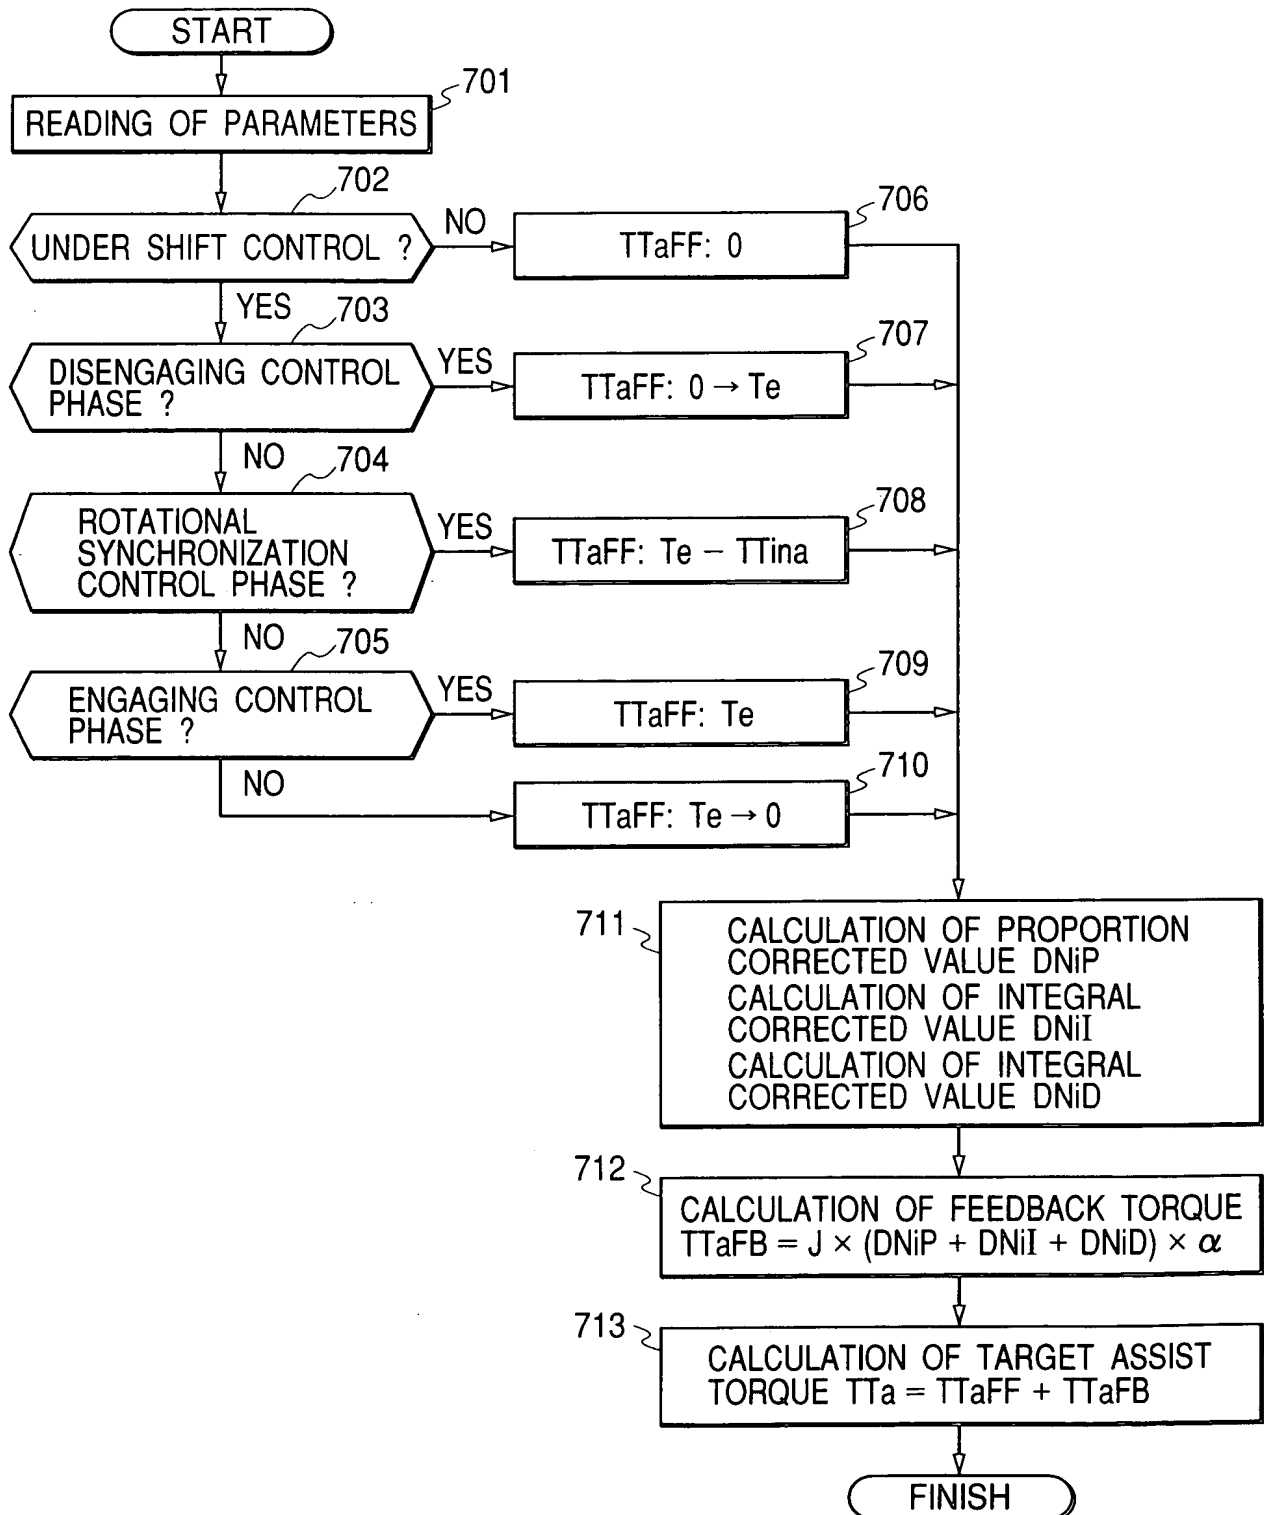 START
701
READING OF PARAMETERS
702
UNDER SHIFT CONTROL ?
NO
706
TTaFF: 0
YES
703
DISENGAGING CONTROL
PHASE ?
YES
707
TTaFF: 0 → Te
NO
704
ROTATIONAL
SYNCHRONIZATION
CONTROL PHASE ?
YES
708
TTaFF: Te − TTina
NO
705
ENGAGING CONTROL
PHASE ?
YES
709
TTaFF: Te
NO
710
TTaFF: Te → 0
711
CALCULATION OF PROPORTION
CORRECTED VALUE DNiP
CALCULATION OF INTEGRAL
CORRECTED VALUE DNiI
CALCULATION OF INTEGRAL
CORRECTED VALUE DNiD
712
CALCULATION OF FEEDBACK TORQUE
TTaFB = J × (DNiP + DNiI + DNiD) × α
713
CALCULATION OF TARGET ASSIST
TORQUE TTa = TTaFF + TTaFB
FINISH